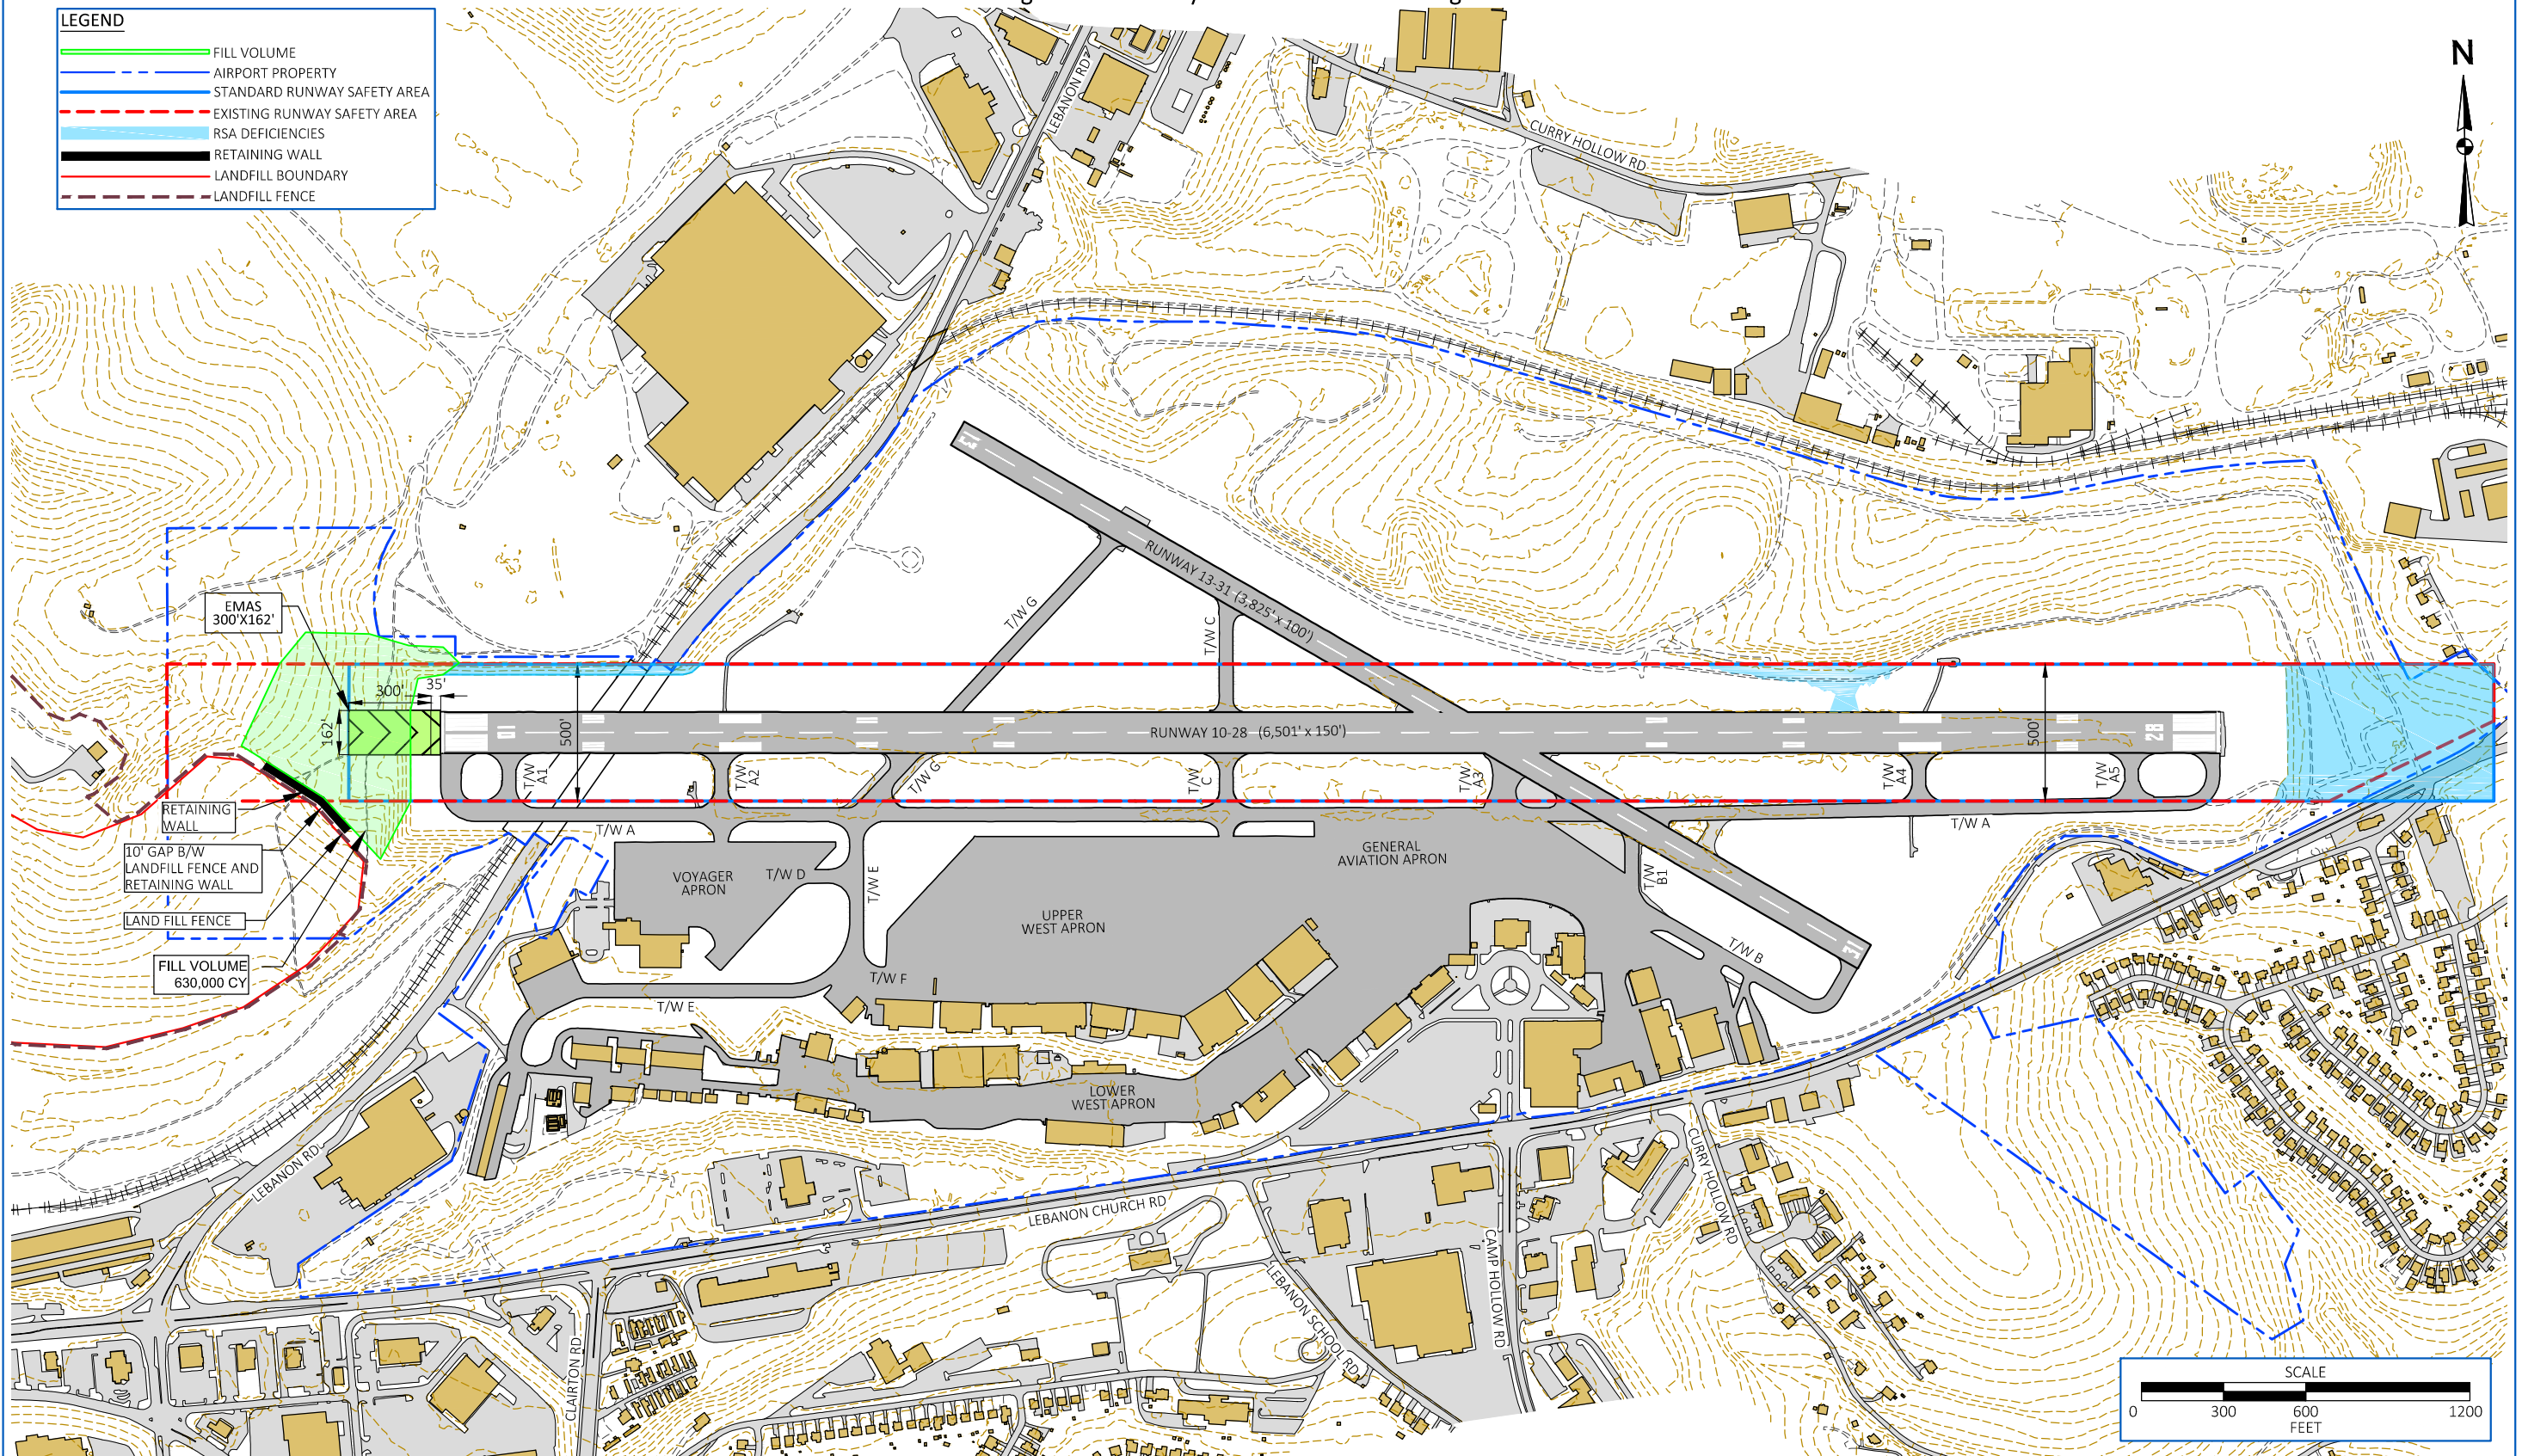 LEGEND
FILL VOLUME
AIRPORT PROPERTY
STANDARD RUNWAY SAFETY AREA
EXISTING RUNWAY SAFETY AREA
RSA DEFICIENCIES
RETAINING WALL
LANDFILL BOUNDARY
LANDFILL FENCE
N
LEBANON RD
CURRY HOLLOW RD
13
RUNWAY 13-31 (3,825' x 100')
T/W G
T/W C
EMAS
300'X162'
300'
35'
162'
500'
10
RUNWAY 10-28 (6,501' x 150')
28
500'
T/W
A1
T/W
A2
T/W G
T/W
C
T/W
A3
T/W
A4
T/W
A5
RETAINING
WALL
10' GAP B/W
LANDFILL FENCE AND
RETAINING WALL
LAND FILL FENCE
FILL VOLUME
630,000 CY
T/W A
T/W A
VOYAGER
APRON
T/W D
T/W E
GENERAL
AVIATION APRON
UPPER
WEST APRON
T/W
B1
T/W B
31
T/W F
T/W E
LOWER
WEST APRON
LEBANON RD
LEBANON CHURCH RD
CURRY HOLLOW RD
CAMP HOLLOW RD
LEBANON SCHOOL RD
CLAIRTON RD
SCALE
0 300 600 1200
FEET